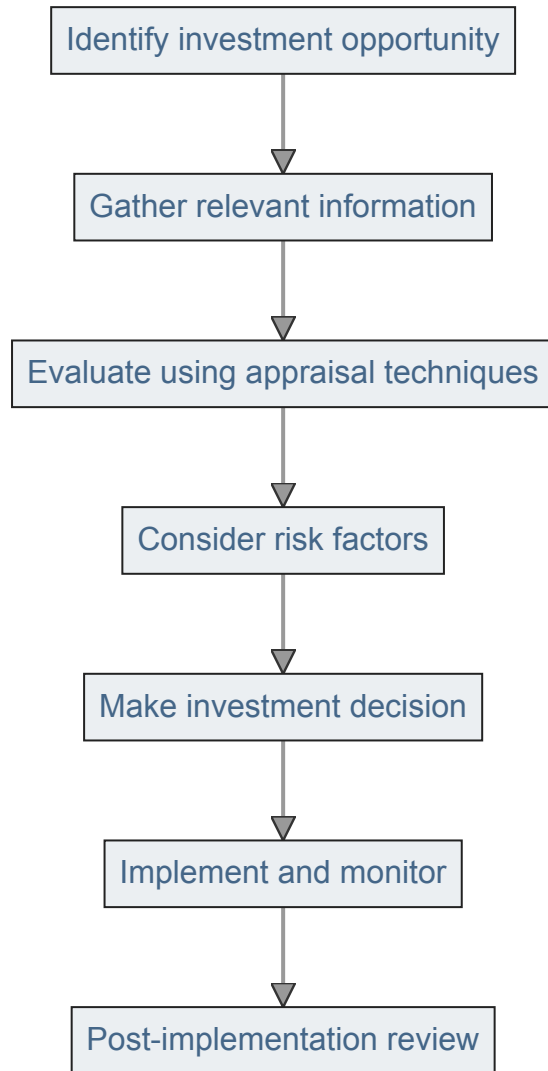 Identify investment opportunity
Gather relevant information
Evaluate using appraisal techniques
Consider risk factors
Make investment decision
Implement and monitor
Post-implementation review